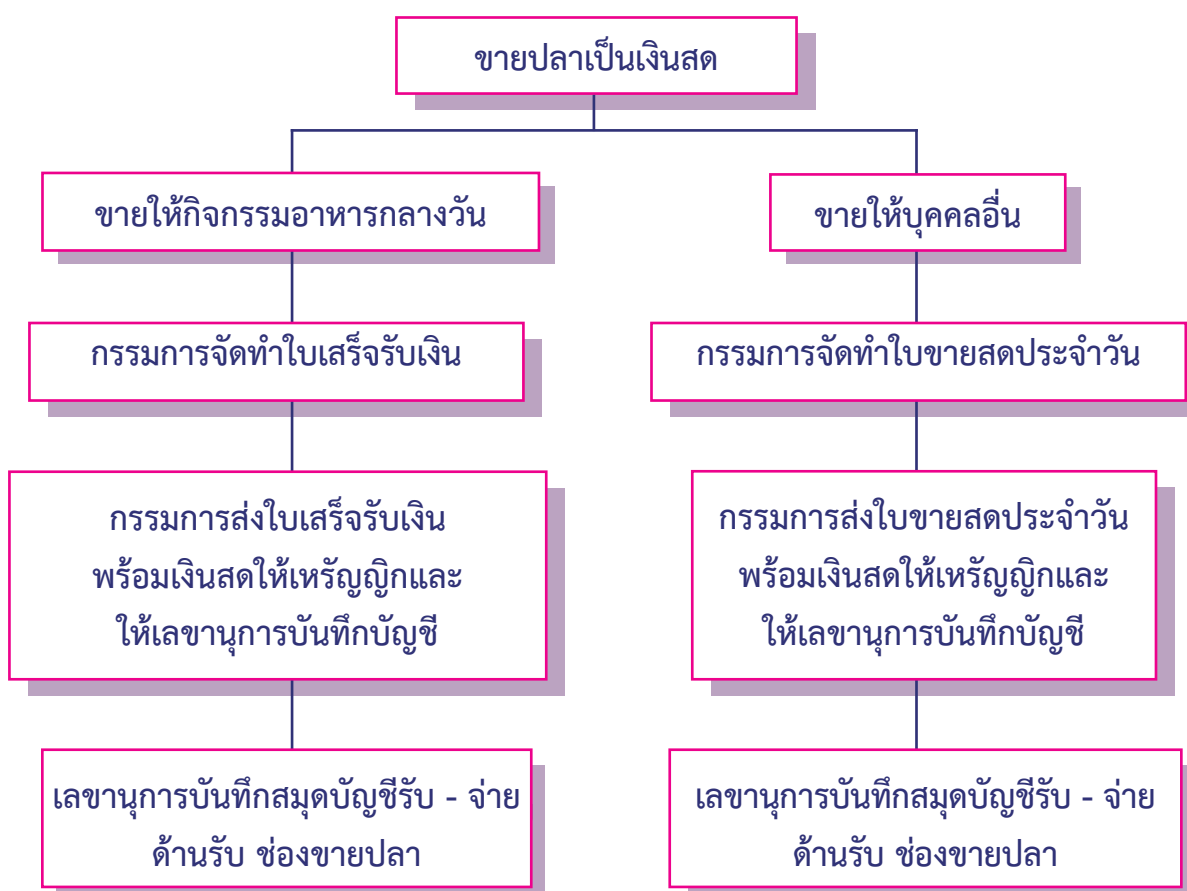 ขายปลาเป็นเงินสด
ขายให้กิจกรรมอาหารกลางวัน
ขายให้บุคคลอื่น
กรรมการจัดทำใบเสร็จรับเงิน
กรรมการจัดทำใบขายสดประจำวัน
กรรมการส่งใบเสร็จรับเงิน
พร้อมเงินสดให้เหรัญญิกและ
ให้เลขานุการบันทึกบัญชี
กรรมการส่งใบขายสดประจำวัน
พร้อมเงินสดให้เหรัญญิกและ
ให้เลขานุการบันทึกบัญชี
เลขานุการบันทึกสมุดบัญชีรับ - จ่าย
ด้านรับ ช่องขายปลา
เลขานุการบันทึกสมุดบัญชีรับ - จ่าย
ด้านรับ ช่องขายปลา